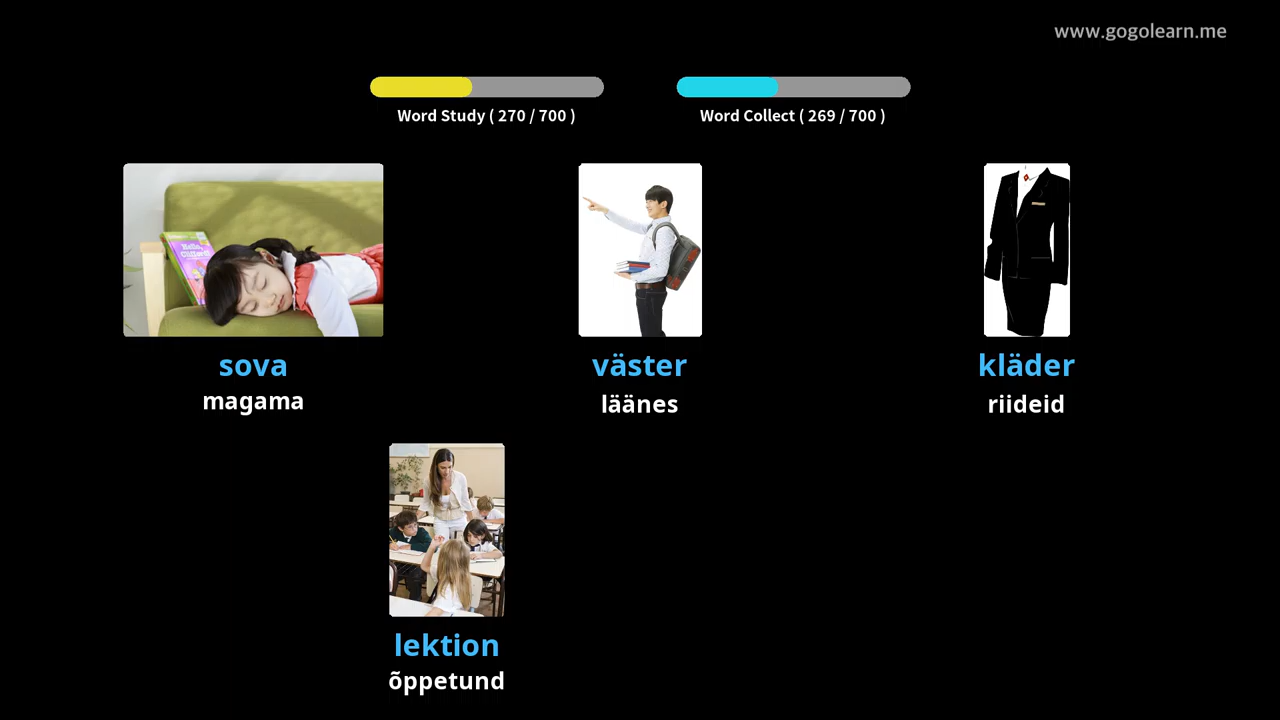 www.gogolearn.me
Word Study ( 270 / 700 )
Word Collect ( 269 / 700 )
sova
magama
väster
läänes
kläder
riideid
lektion
õppetund